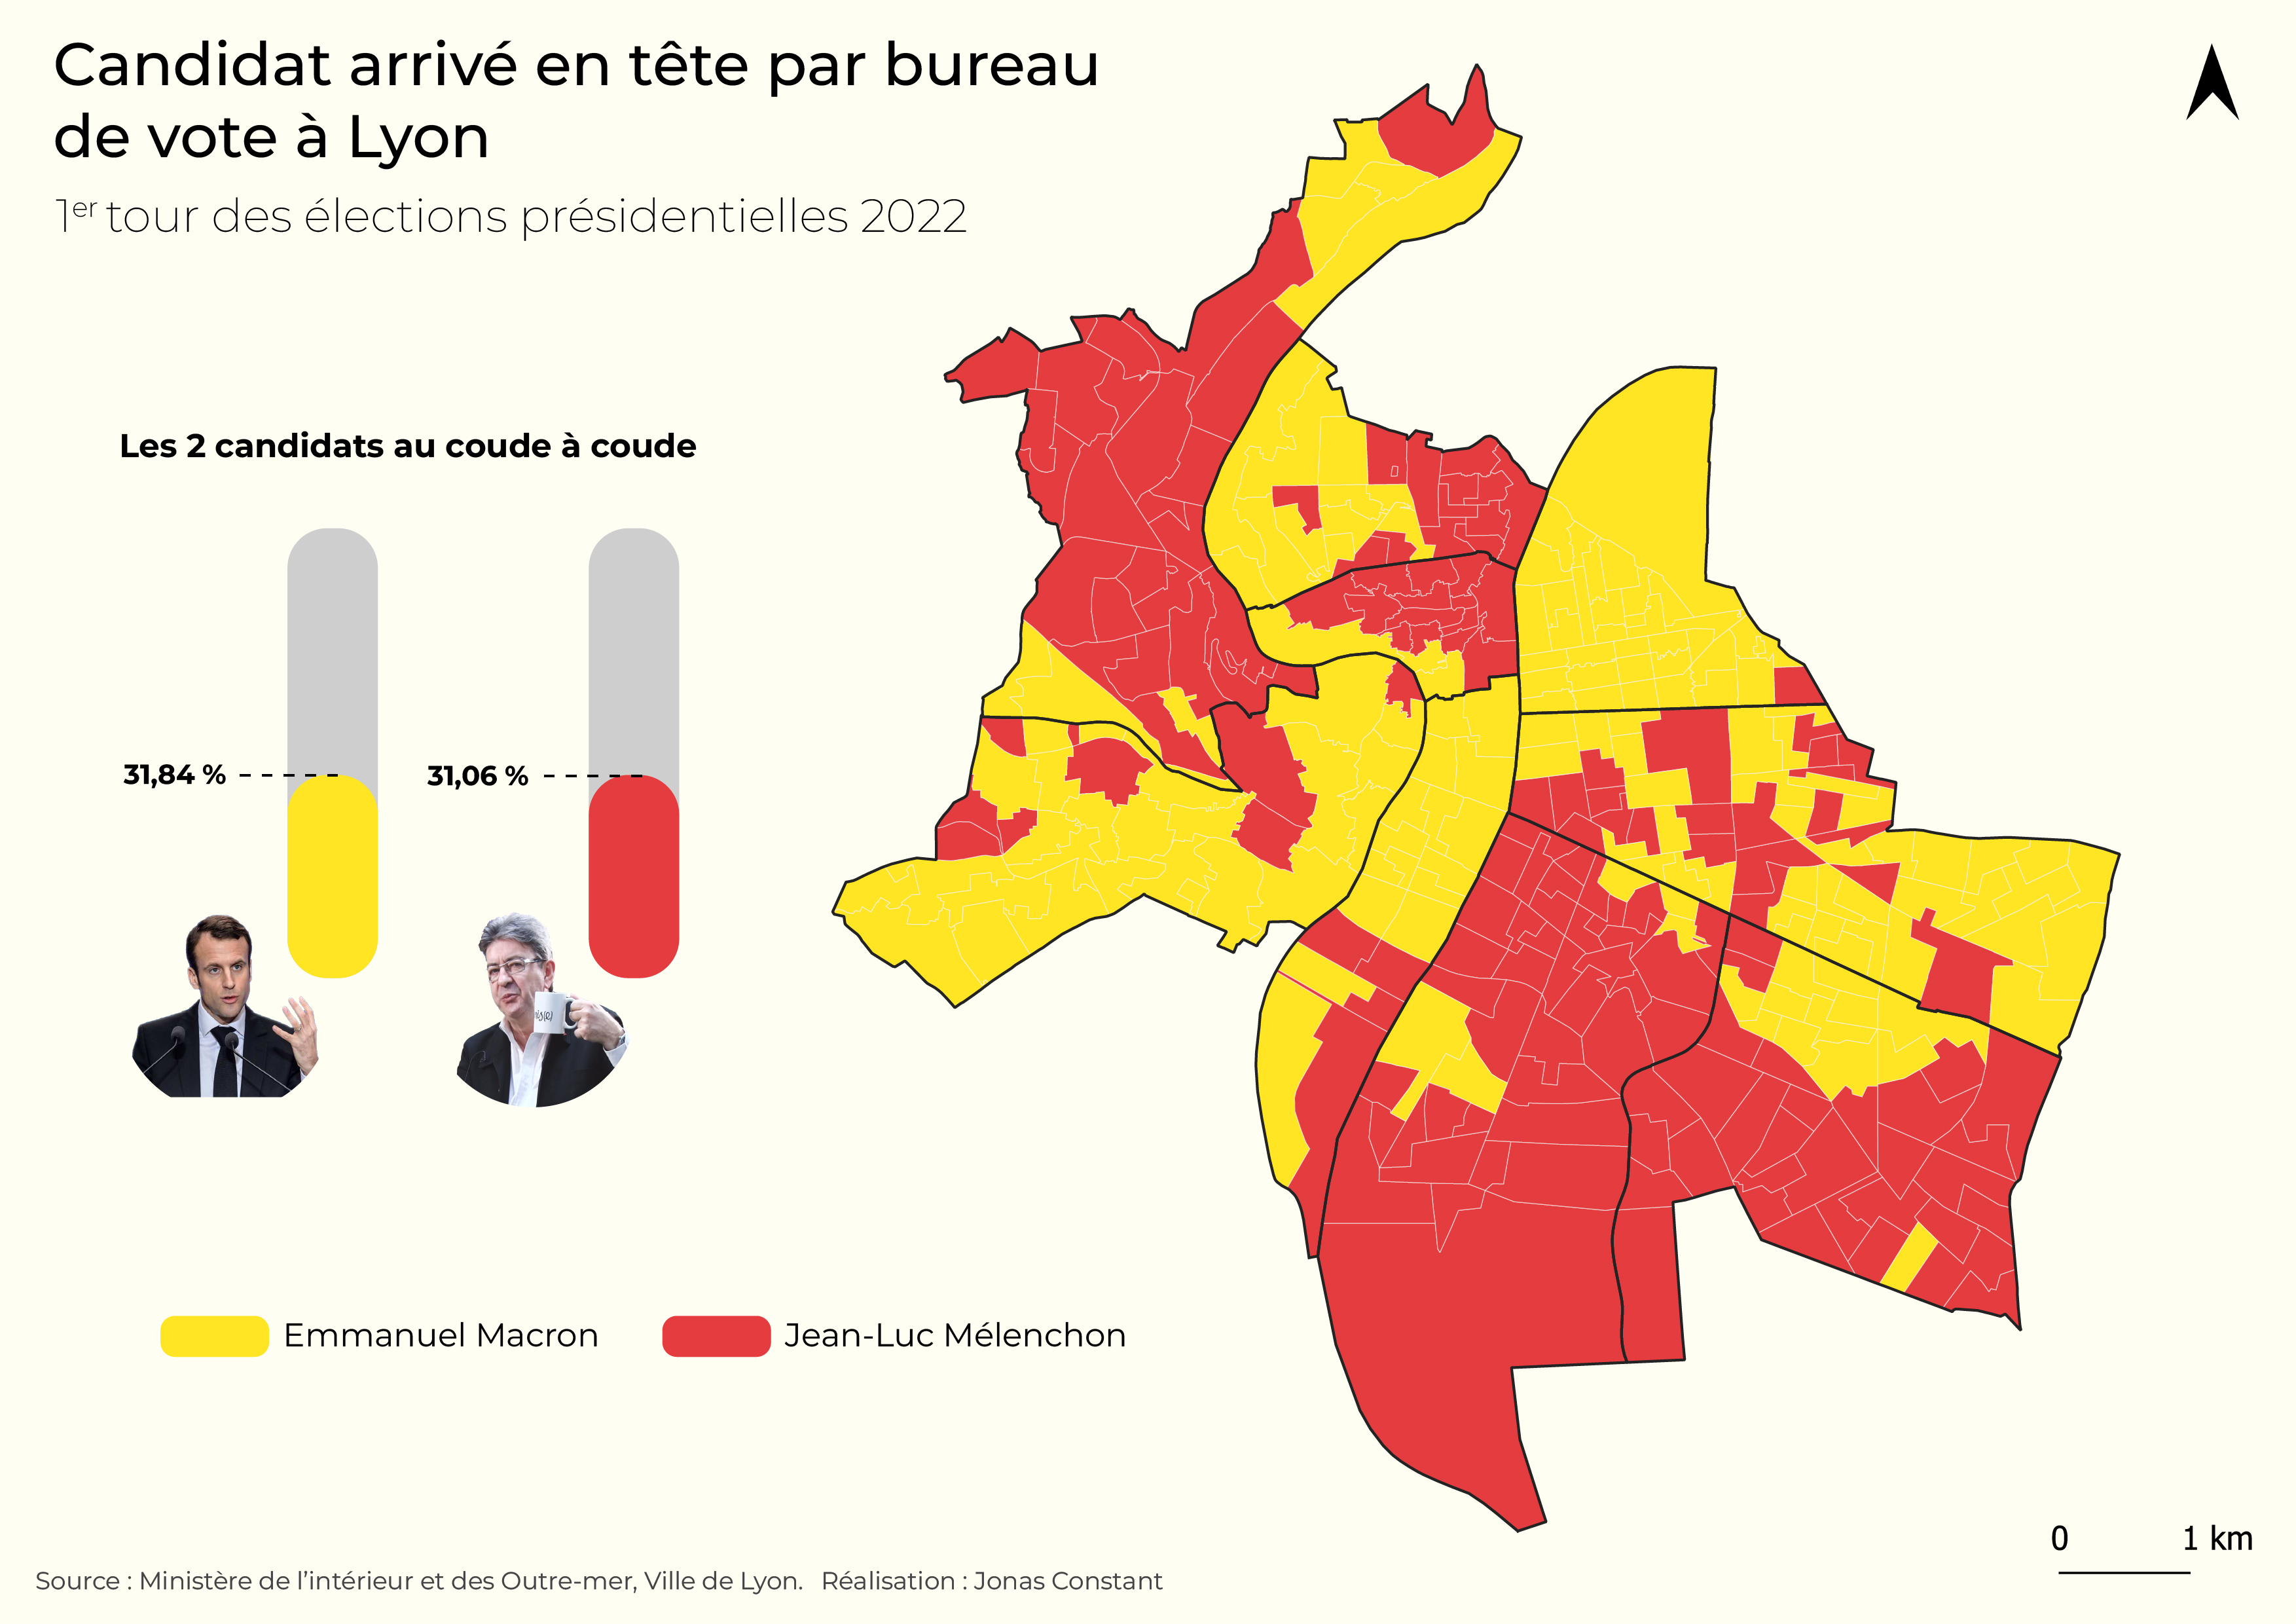 Candidat arrivé en tête par bureau
de vote à Lyon
1er tour des élections présidentielles 2022
Les 2 candidats au coude à coude
31,84 %
31,06 %
Emmanuel Macron
Jean-Luc Mélenchon
0 1 km
Source : Ministère de l'intérieur et des Outre-mer, Ville de Lyon. Réalisation : Jonas Constant